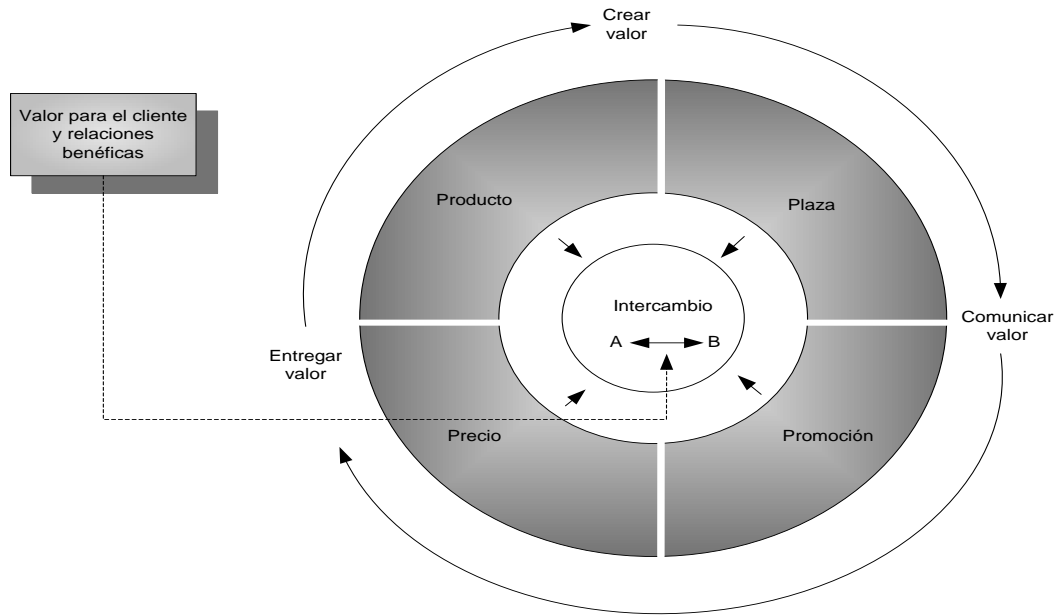 Crear
valor
Valor para el cliente
y relaciones
benéficas
Producto
Plaza
Intercambio
A B
Comunicar
valor
Entregar
valor
Precio
Promoción